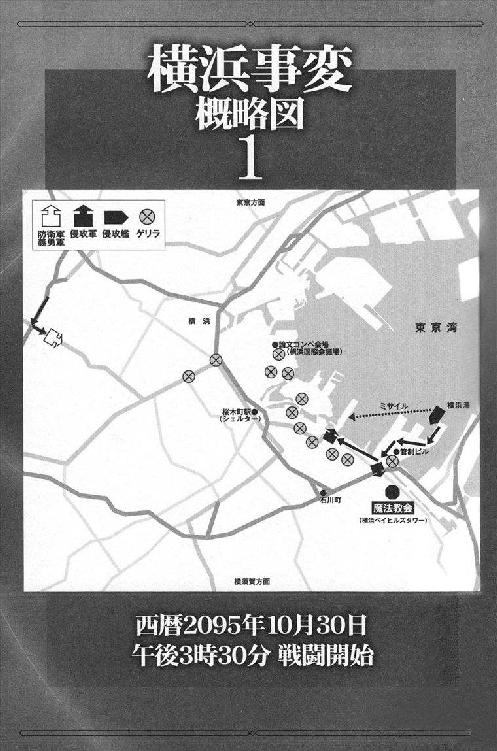 横浜事変
概略図
1
東京方面
防衛軍
義勇軍
侵攻軍
侵攻艦
ゲリラ
横浜
東京湾
●論文コンペ会場
(横浜国際会議場)
ミサイル
横浜港
桜木町駅●
(シェルター)
●管制ビル
石川町
魔法教会
(横浜ベイヒルズタワー)
横須賀方面
西暦2095年10月30日
午後3時30分 戦闘開始